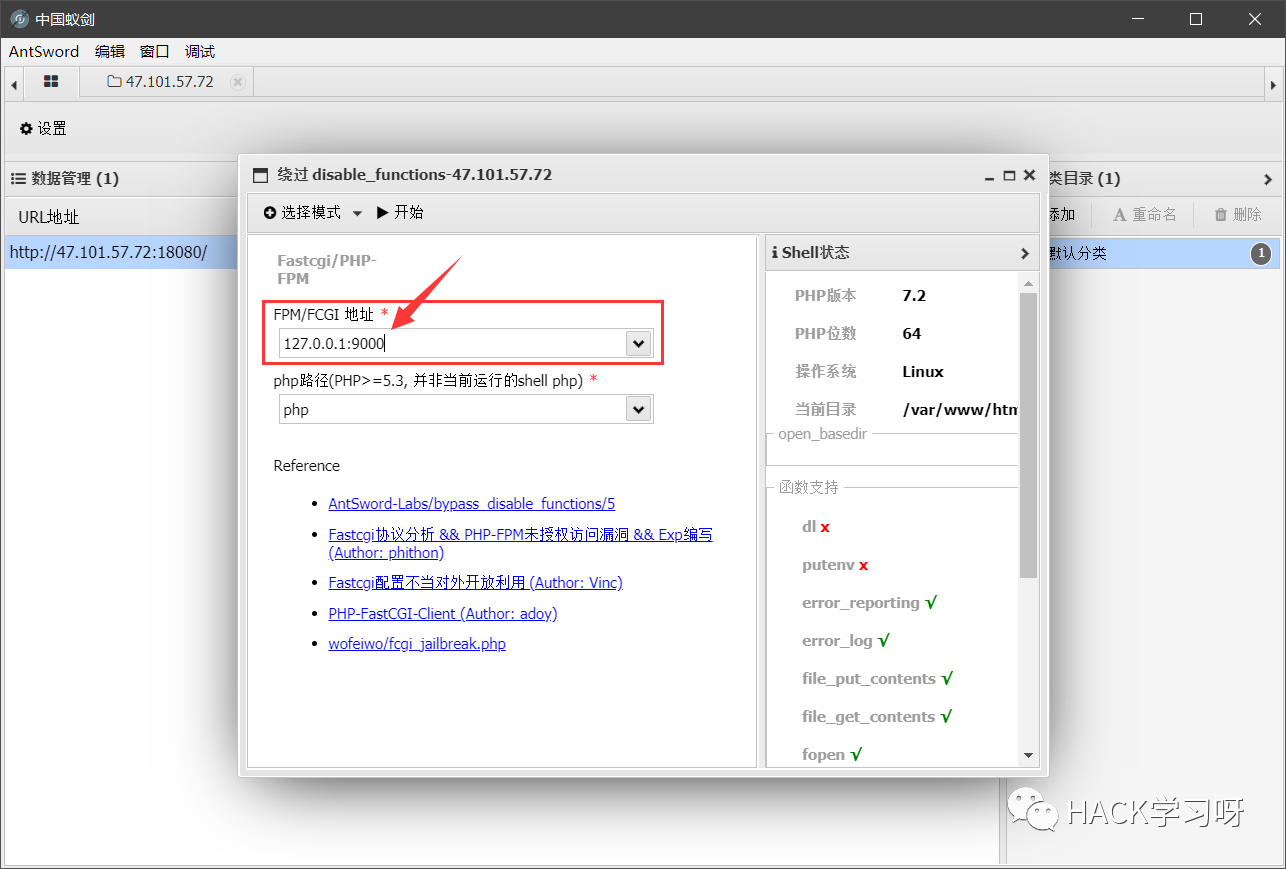 中国蚁剑
AntSword 编辑 窗口 调试
47.101.57.72
设置
数据管理 (1)
URL地址
http://47.101.57.72:18080/
绕过 disable_functions-47.101.57.72
选择模式 开始
Fastcgi/PHP-
FPM
FPM/FCGI 地址 *
127.0.0.1:9000
php路径(PHP>=5.3, 并非当前运行的shell php) *
php
Reference
• AntSword-Labs/bypass_disable_functions/5
• Fastcgi协议分析 && PHP-FPM未授权访问漏洞 && Exp编写
(Author: phithon)
• Fastcgi配置不当对外开放利用 (Author: Vinc)
• PHP-FastCGI-Client (Author: adoy)
• wofeiwo/fcgi_jailbreak.php
Shell状态
PHP版本 7.2
PHP位数 64
操作系统 Linux
当前目录 /var/www/htm
open_basedir
函数支持
dl x
putenv x
error_reporting √
error_log √
file_put_contents √
file_get_contents √
fopen √
类目录 (1)
添加 重命名 删除
默认分类 1
HACK学习呀